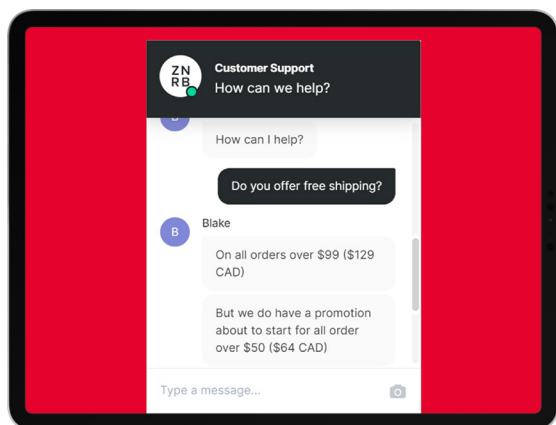 ZN
RB
Customer Support
How can we help?
How can I help?
Do you offer free shipping?
Blake
B
On all orders over $99 ($129
CAD)
But we do have a promotion
about to start for all order
over $50 ($64 CAD)
Type a message...